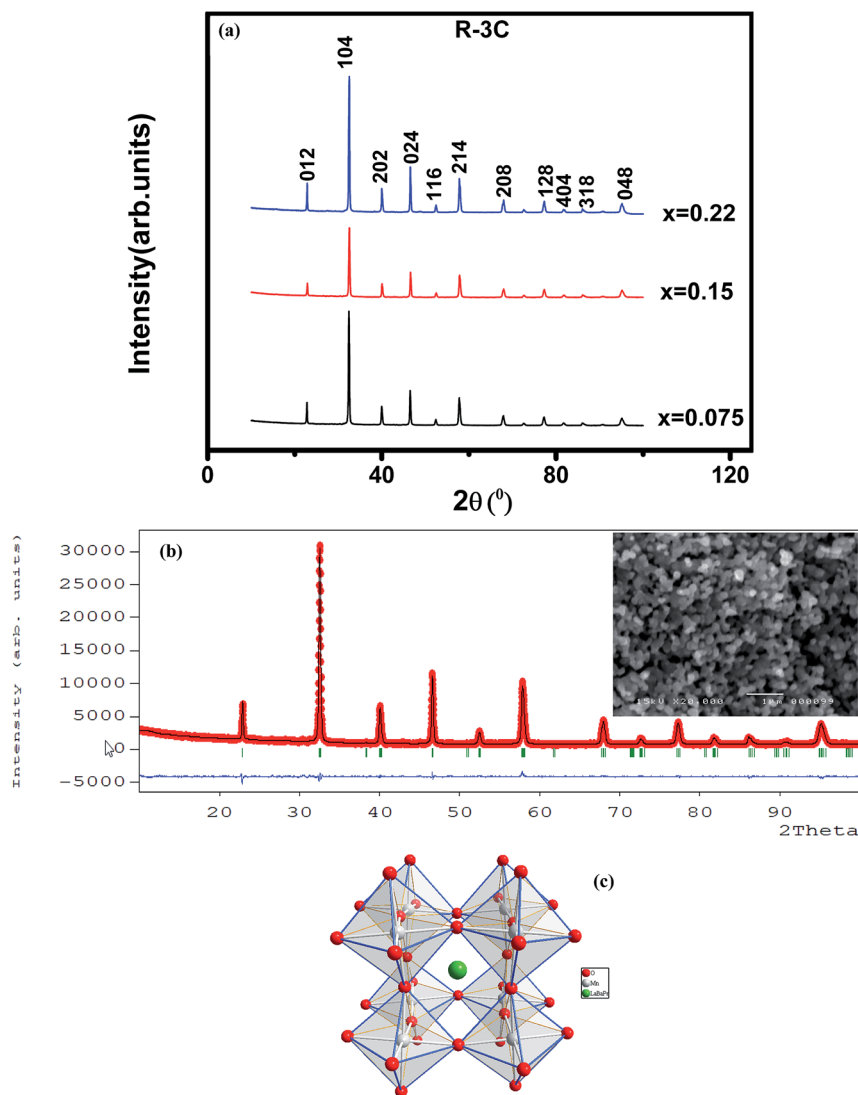 (a)
R-3C
Intensity(arb.units)
012
104
202
024
116
214
208
128
404
318
048
x=0.22
x=0.15
x=0.075
0
40
80
120
2θ (⁰)
(b)
Intensity (arb. units)
30000
25000
20000
15000
10000
5000
0
-5000
15kV X20.000 1μm 000099
20
30
40
50
60
70
80
90
2Theta
(c)
O
Mn
LaBaPr